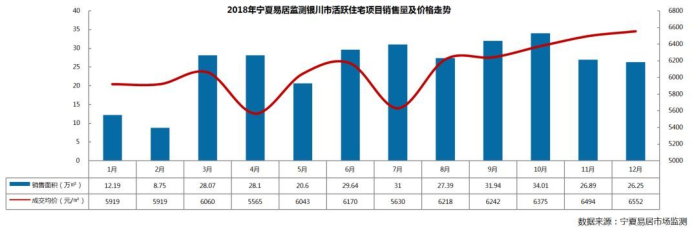 2018年宁夏易居监测银川市活跃住宅项目销售量及价格走势
40 6800
35 6600
30 6400
25 6200
20 6000
15 5800
10 5600
5 5400
0 5200
5000
1月 2月 3月 4月 5月 6月 7月 8月 9月 10月 11月 12月
销售面积（万㎡） 12.19 8.75 28.07 28.1 20.6 29.64 31 27.39 31.94 34.01 26.89 26.25
成交均价（元/㎡） 5919 5919 6060 5565 6043 6170 5630 6218 6242 6375 6494 6552
数据来源：宁夏易居市场监测